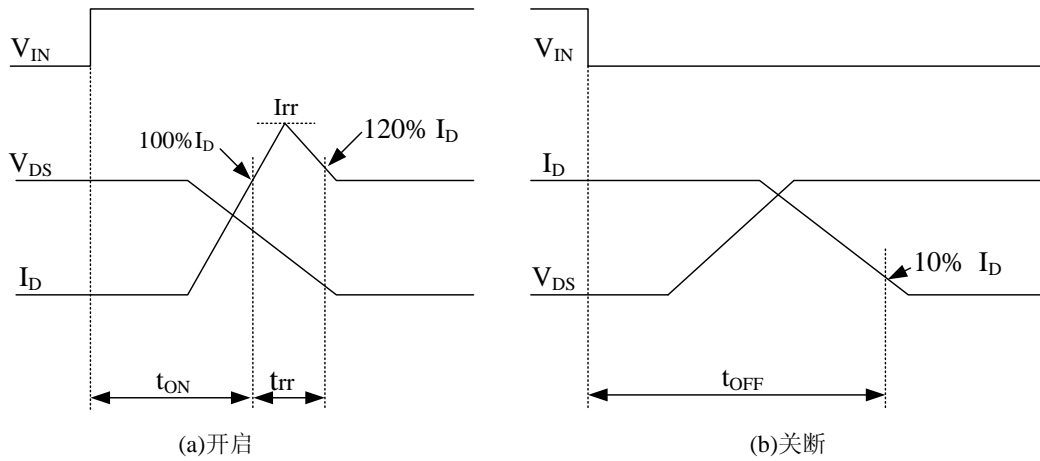 V_IN
Irr
100% I_D
120% I_D
V_DS
I_D
t_ON
trr
(a)开启
V_IN
I_D
10% I_D
V_DS
t_OFF
(b)关断